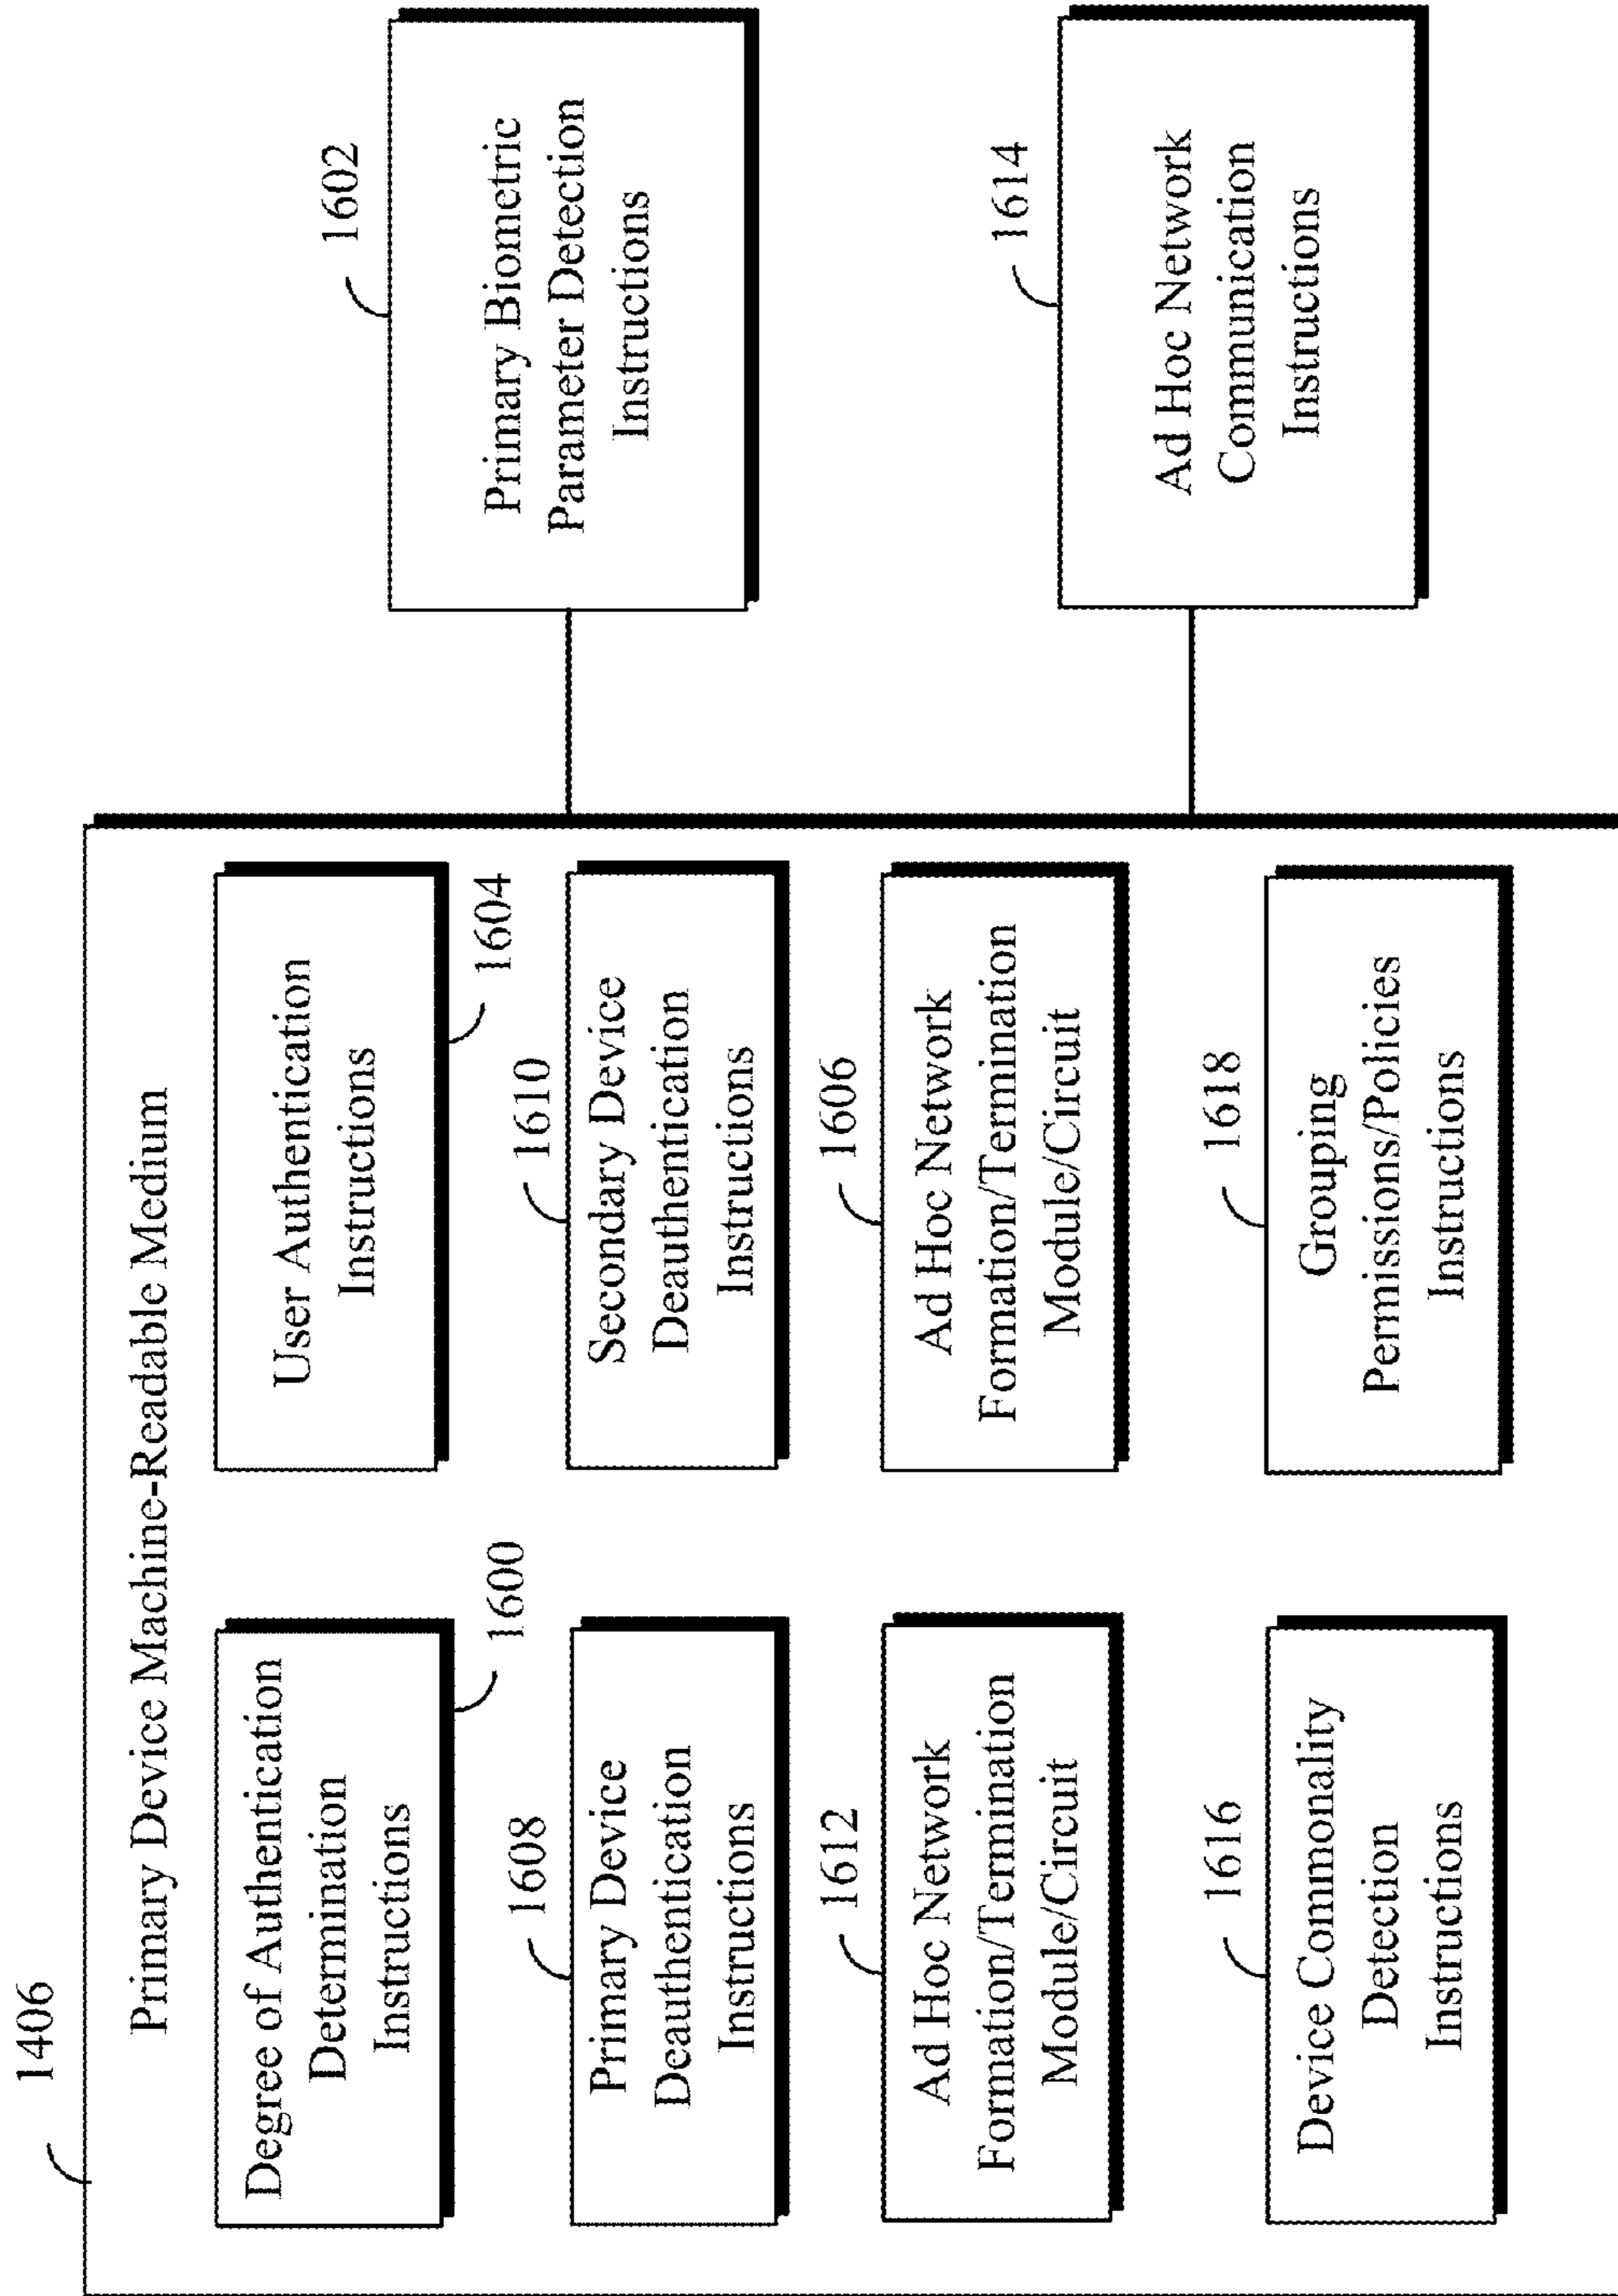 1406
Primary Device Machine-Readable Medium
Degree of Authentication
Determination
Instructions
1600
User Authentication
Instructions
1604
1602
Primary Biometric
Parameter Detection
Instructions
1608
Primary Device
Deauthentication
Instructions
1610
Secondary Device
Deauthentication
Instructions
1612
Ad Hoc Network
Formation/Termination
Module/Circuit
1606
Ad Hoc Network
Formation/Termination
Module/Circuit
1614
Ad Hoc Network
Communication
Instructions
1616
Device Commonality
Detection
Instructions
1618
Grouping
Permissions/Policies
Instructions